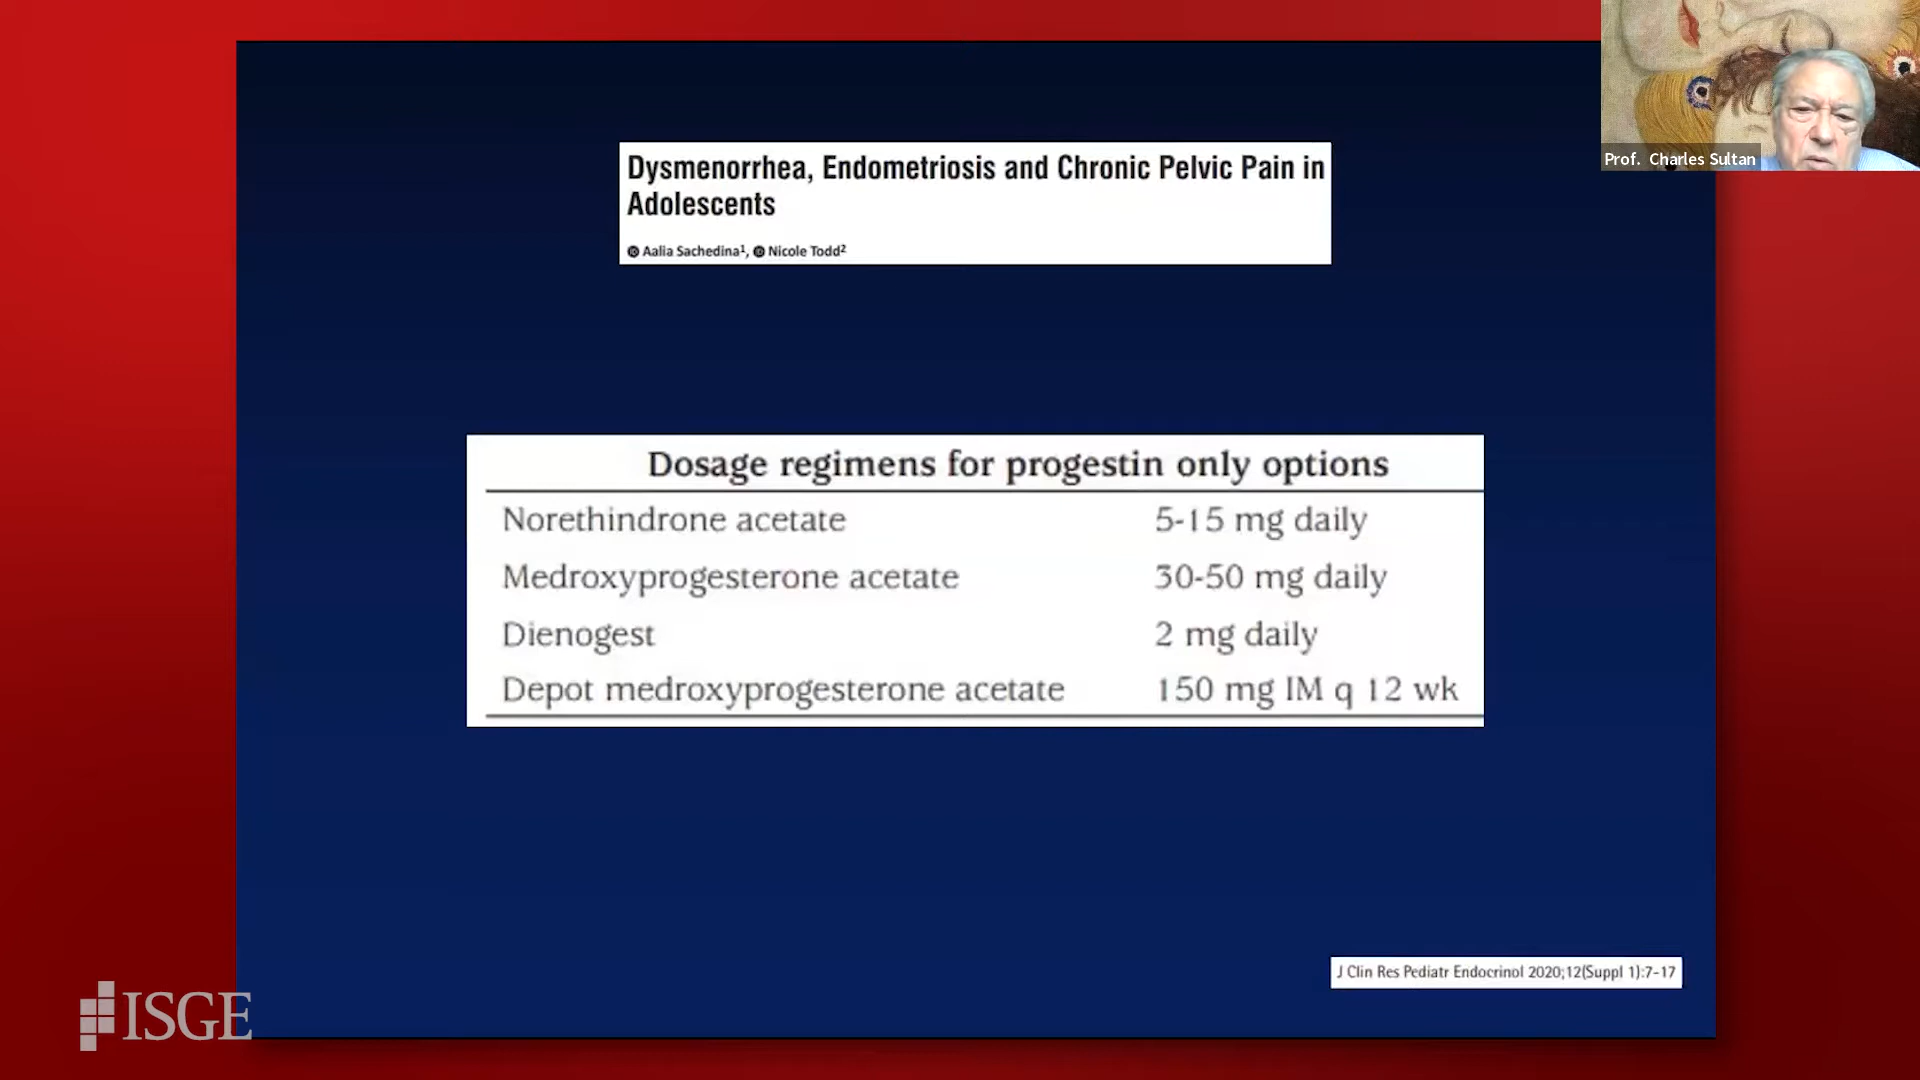 Dysmenorrhea, Endometriosis and Chronic Pelvic Pain in
Adolescents
Aalia Sachedina1, Nicole Todd2
Prof. Charles Sultan
Dosage regimens for progestin only options
Norethindrone acetate 5-15 mg daily
Medroxyprogesterone acetate 30-50 mg daily
Dienogest 2 mg daily
Depot medroxyprogesterone acetate 150 mg IM q 12 wk
J Clin Res Pediatr Endocrinol 2020;12(Suppl 1):7-17
ISGE